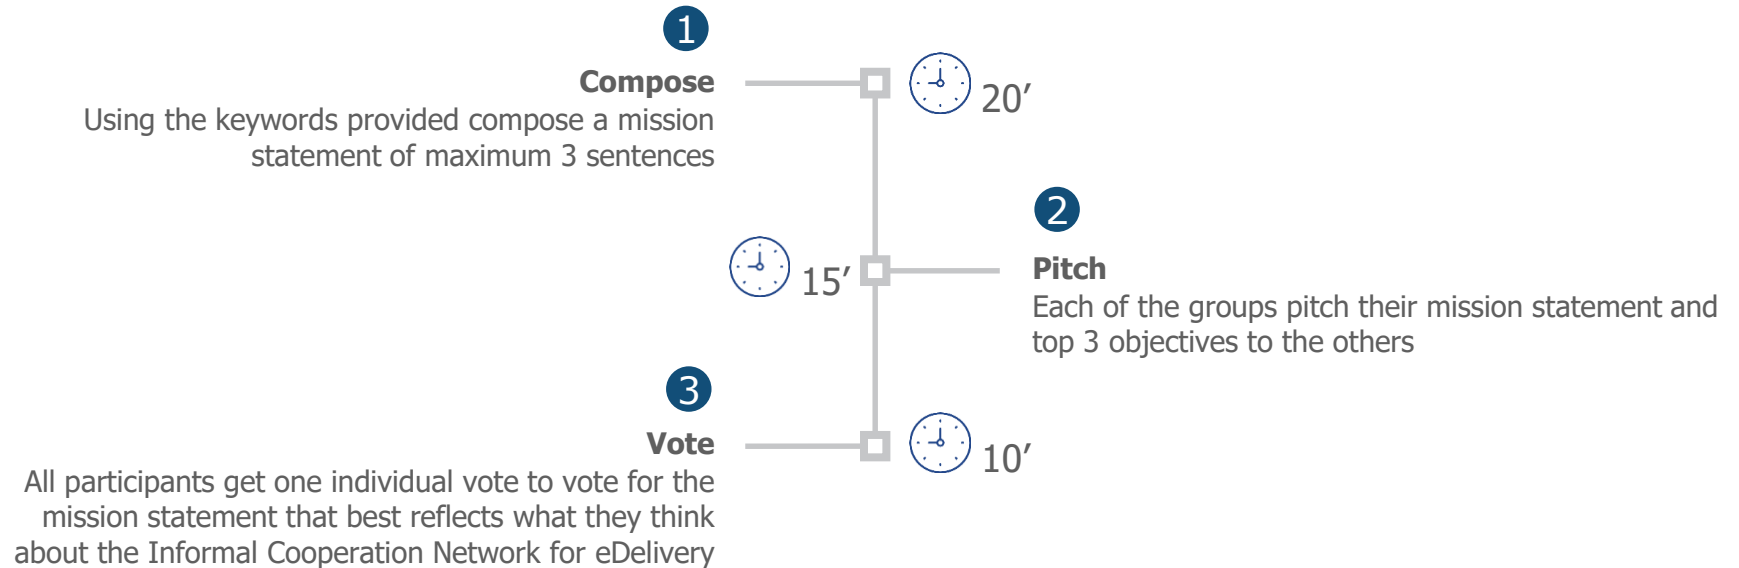 1
Compose
Using the keywords provided compose a mission
statement of maximum 3 sentences
20′
2
Pitch
Each of the groups pitch their mission statement and
top 3 objectives to the others
15′
3
Vote
All participants get one individual vote to vote for the
mission statement that best reflects what they think
about the Informal Cooperation Network for eDelivery
10′